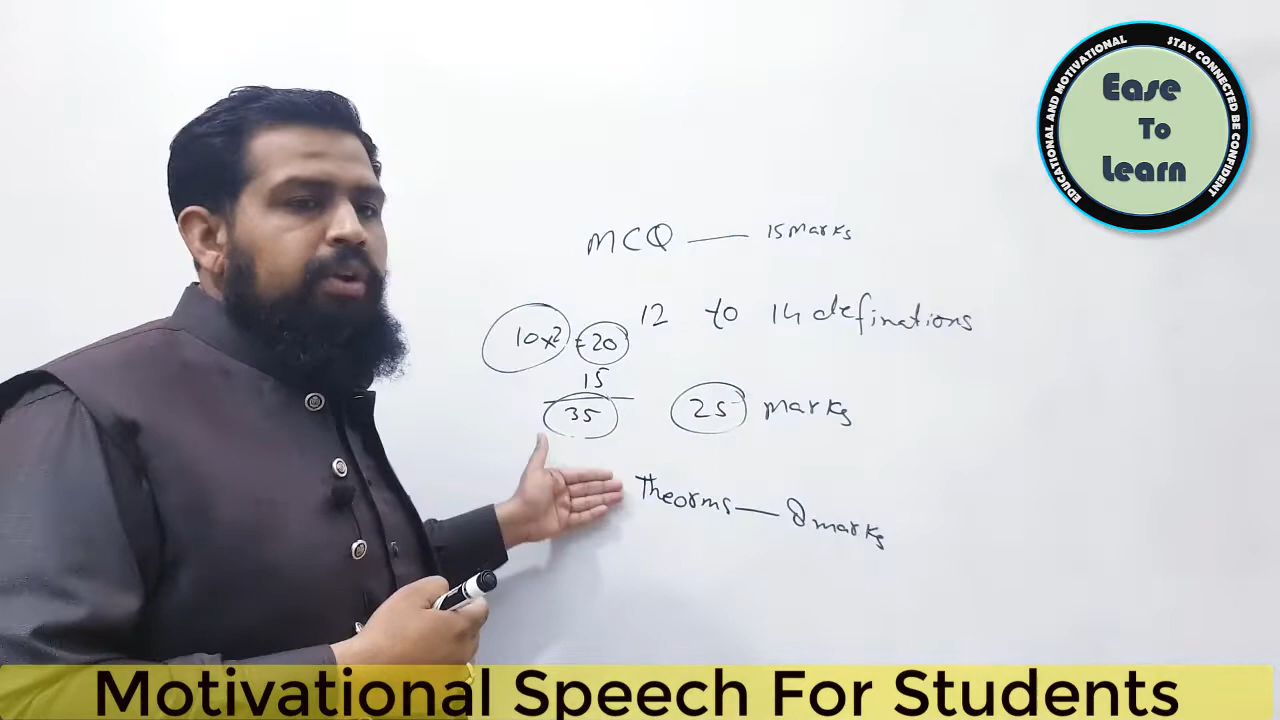 EDUCATIONAL AND MOTIVATIONAL
STAY CONNECTED BE CONFIDENT
Ease
To
Learn
MCQ — 15 Marks
12 to 14 definations
10x2 = 20
15
35
25 marks
Theorms — 8 marks
Motivational Speech For Students